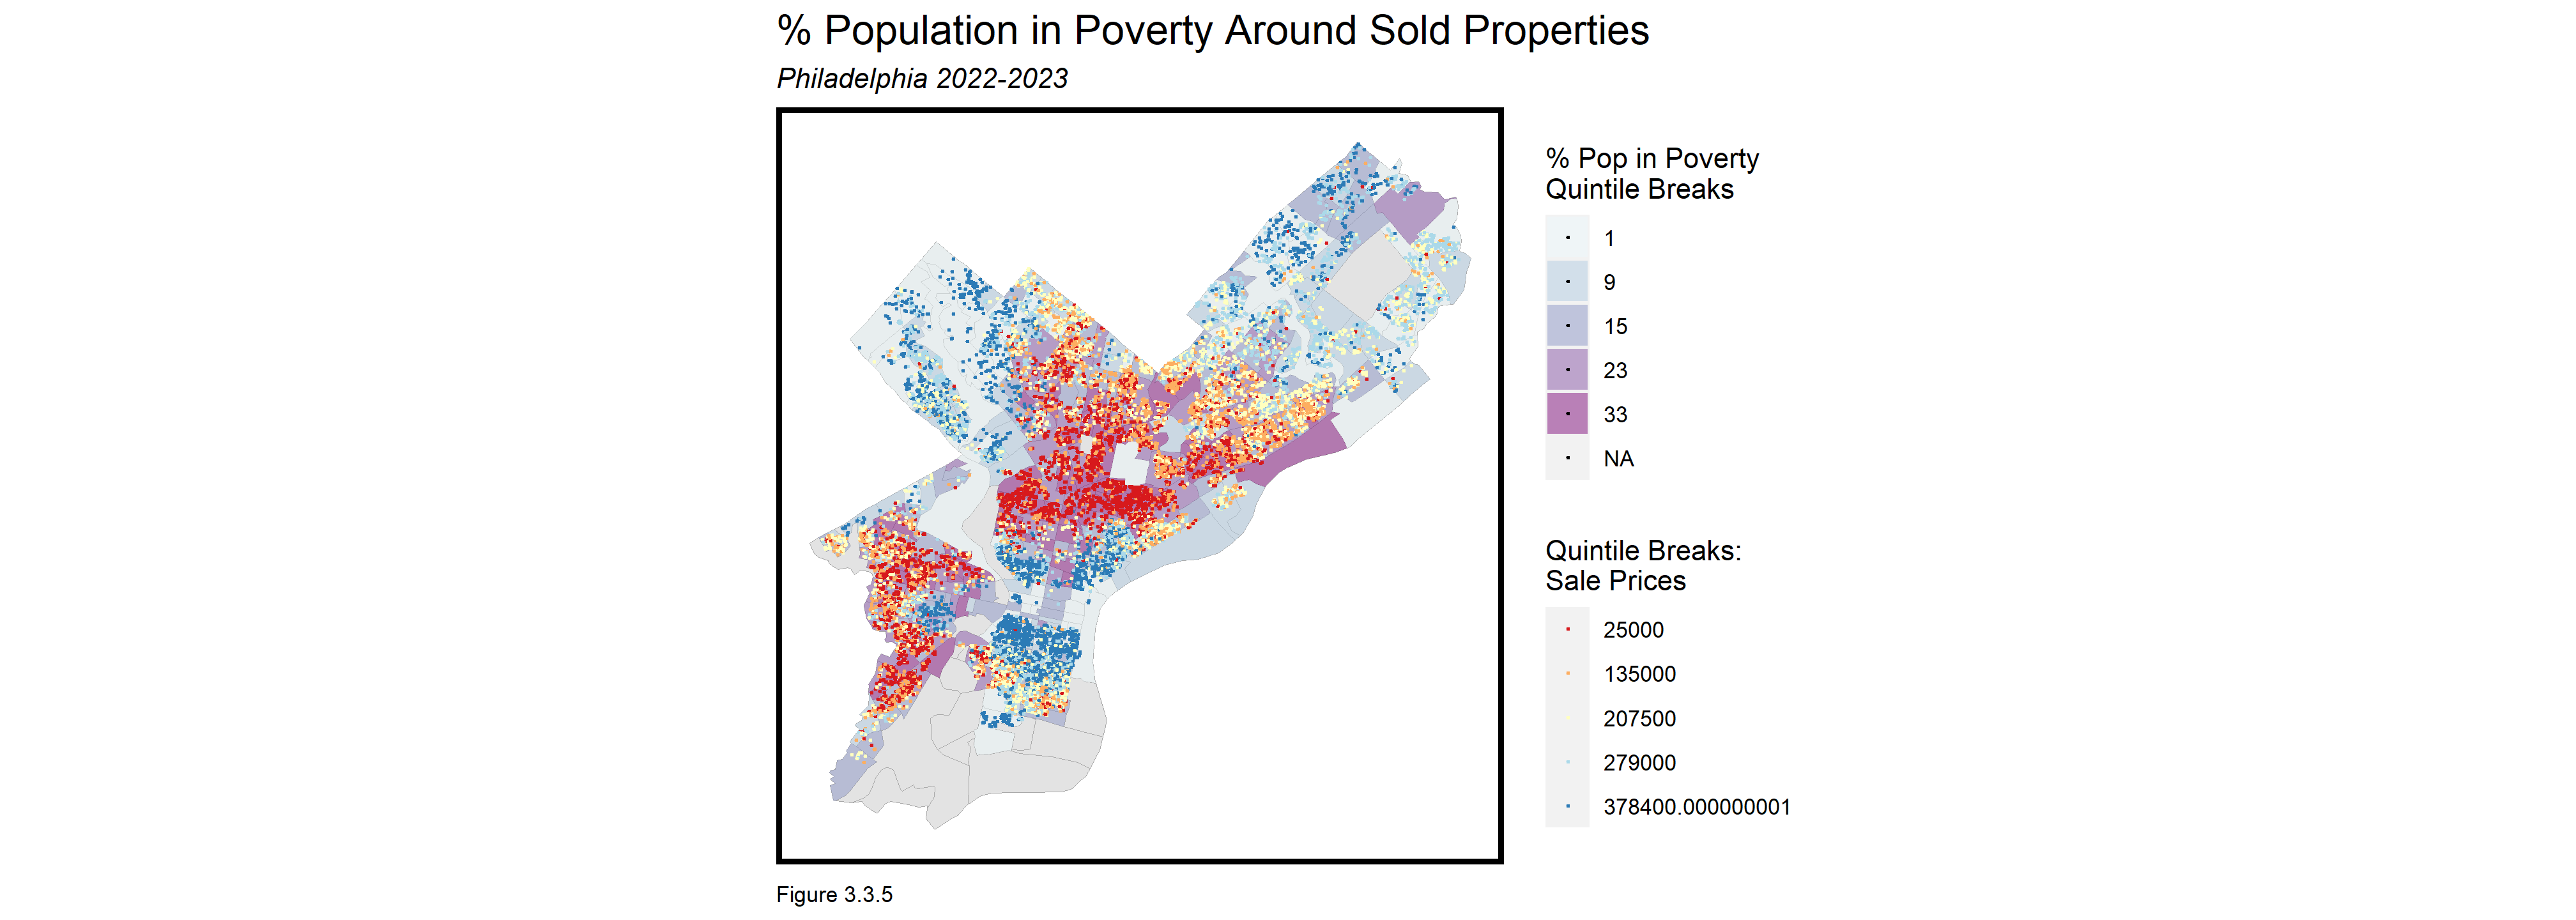 % Population in Poverty Around Sold Properties
Philadelphia 2022-2023
% Pop in Poverty
Quintile Breaks
1
9
15
23
33
NA
Quintile Breaks:
Sale Prices
25000
135000
207500
279000
378400.000000001
Figure 3.3.5